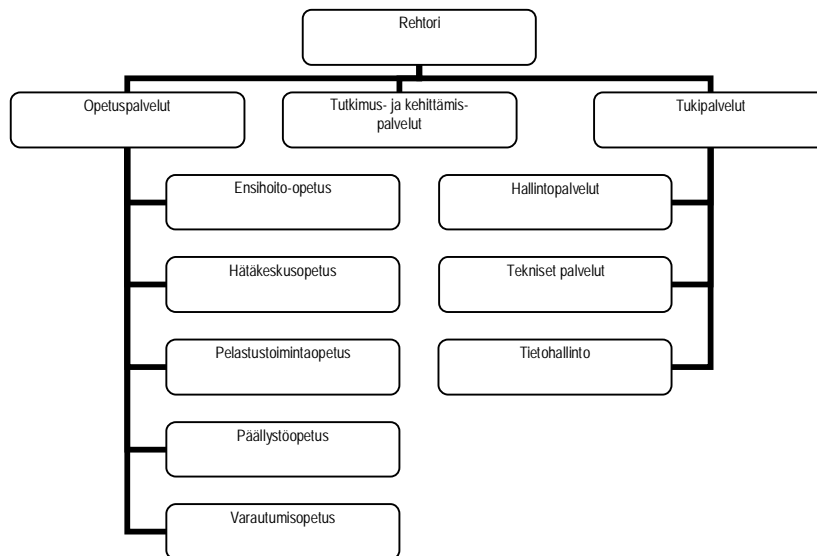 Rehtori
Opetuspalvelut
Tutkimus- ja kehittämis-
palvelut
Tukipalvelut
Ensihoito-opetus
Hallintopalvelut
Hätäkeskusopetus
Tekniset palvelut
Pelastustoimintaopetus
Tietohallinto
Päällystöopetus
Varautumisopetus